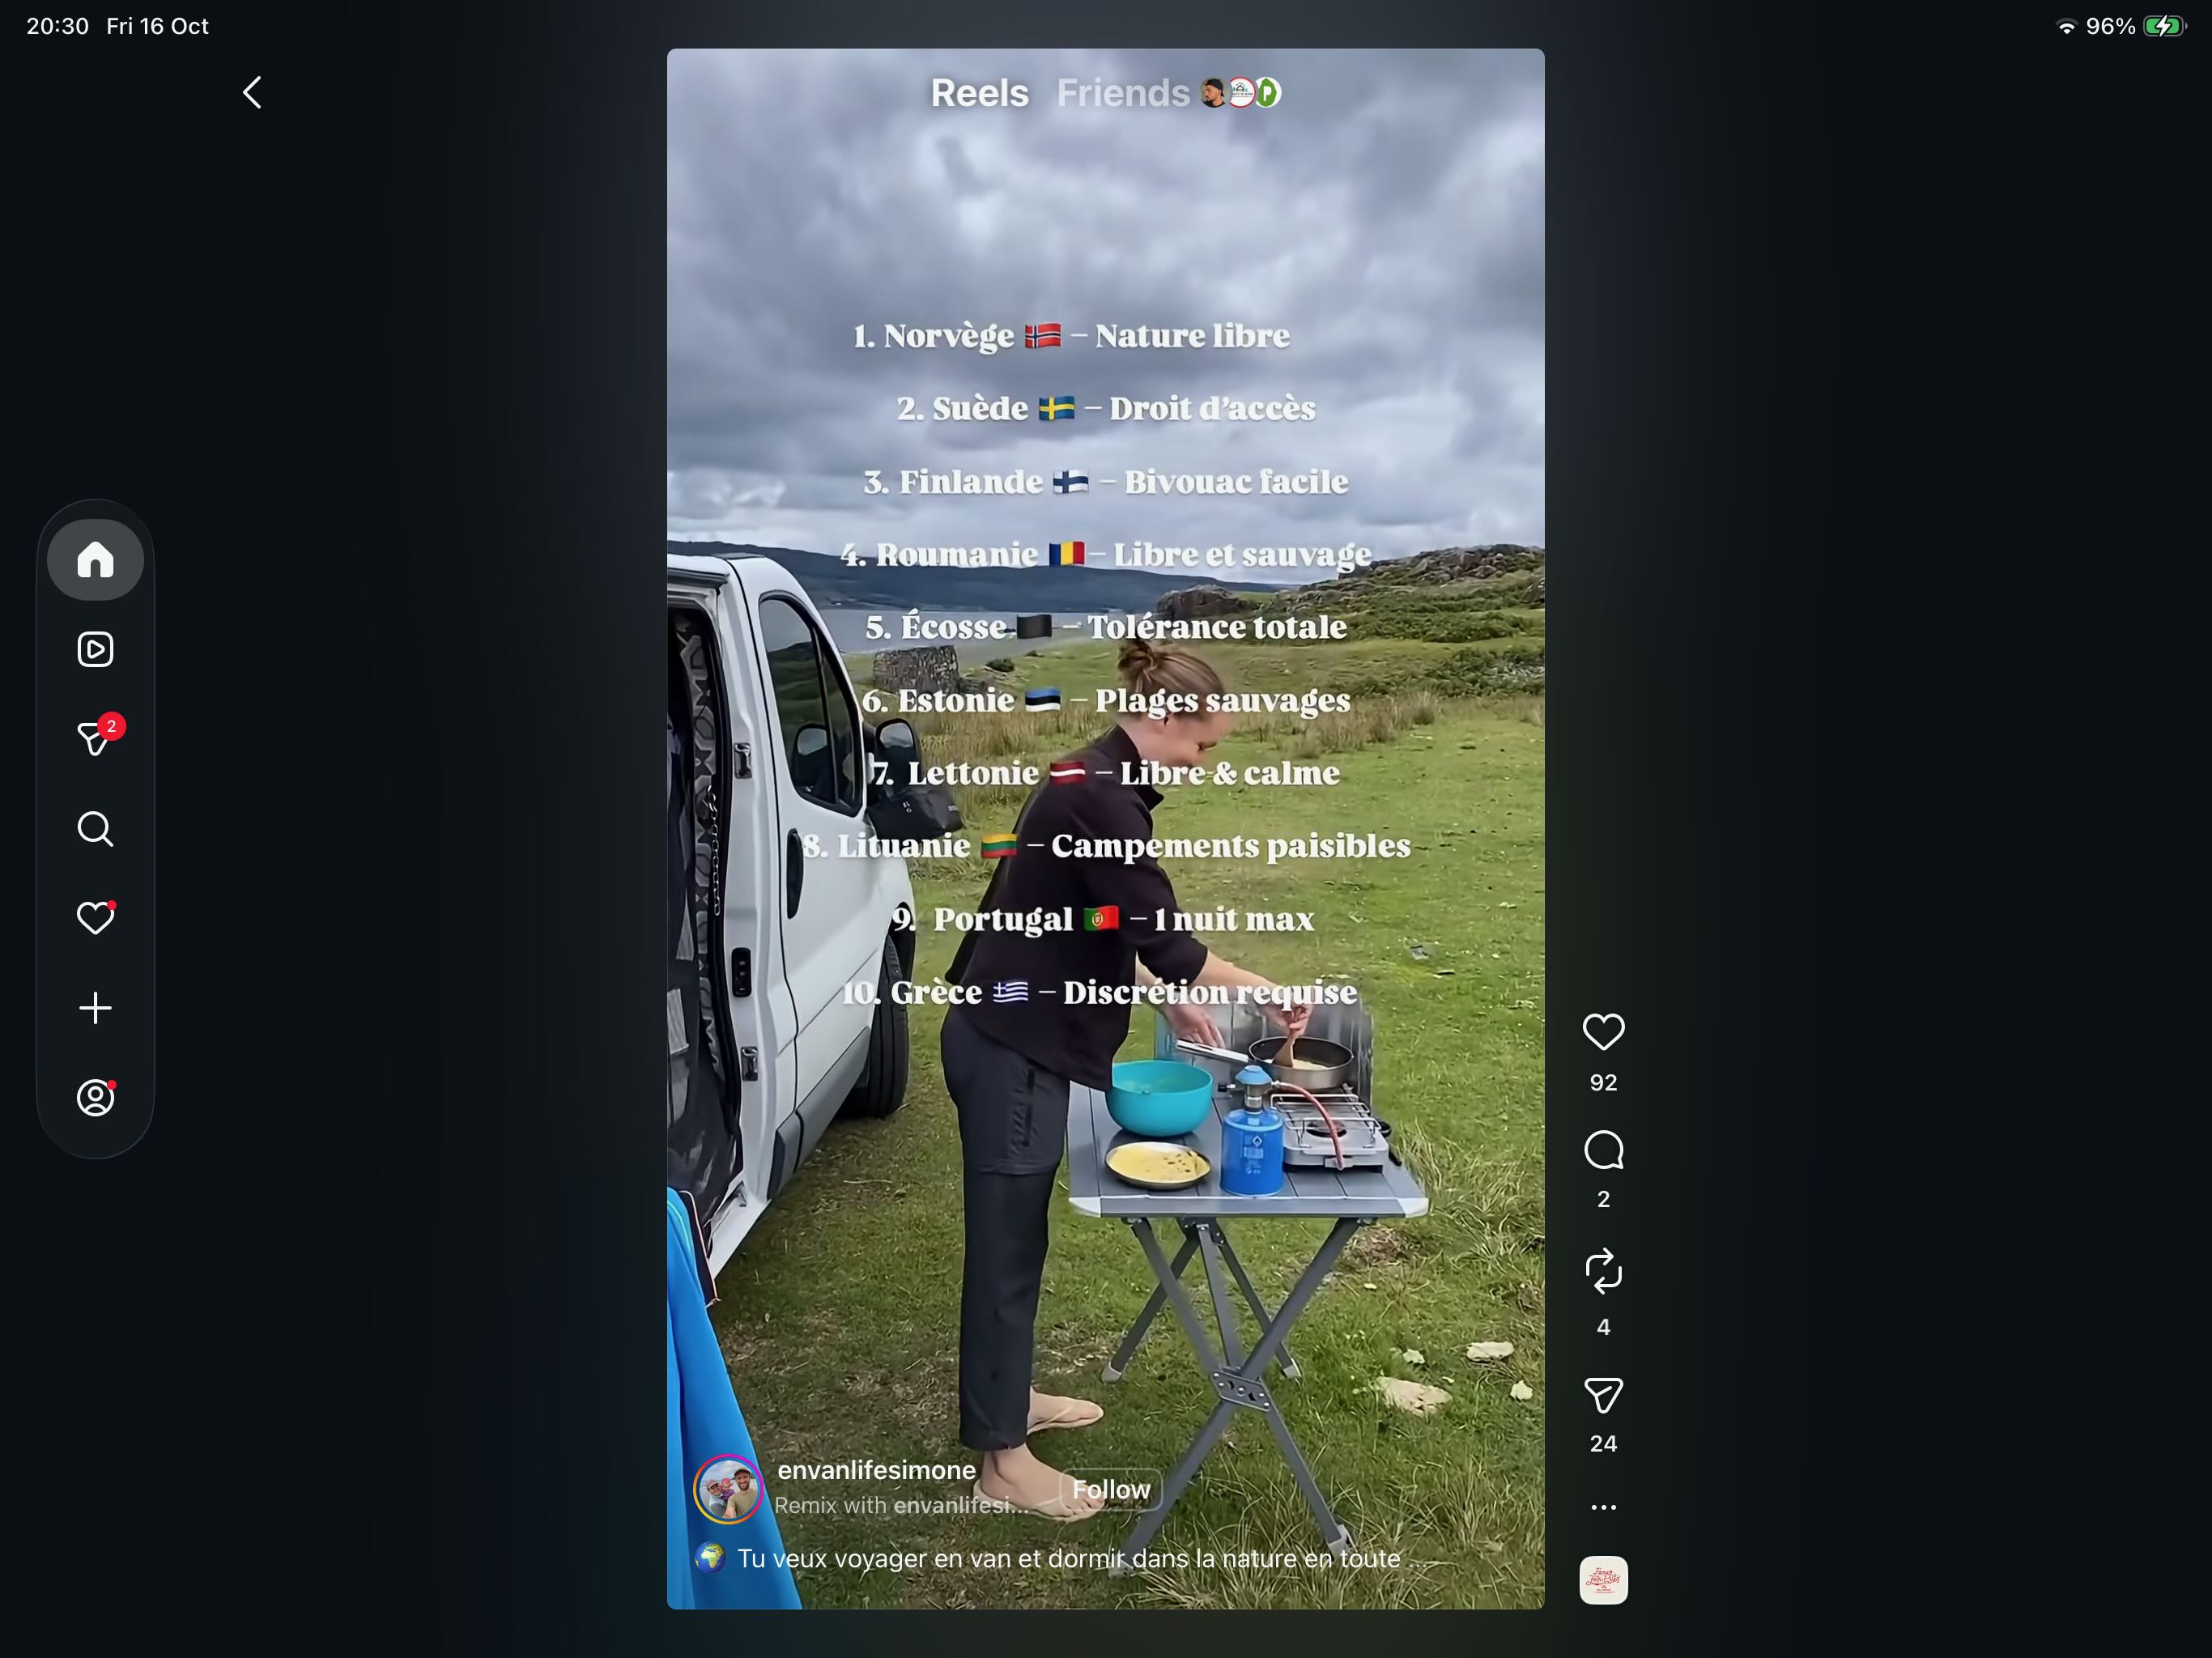 20:30 Fri 16 Oct
96%
Reels Friends
1. Norvège 🇳🇴 – Nature libre
2. Suède 🇸🇪 – Droit d’accès
3. Finlande 🇫🇮 – Bivouac facile
4. Roumanie 🇷🇴– Libre et sauvage
5. Écosse 🏴 – Tolérance totale
6. Estonie 🇪🇪 – Plages sauvages
7. Lettonie 🇱🇻 – Libre & calme
8. Lituanie 🇱🇹 – Campements paisibles
9. Portugal 🇵🇹 – 1 nuit max
10. Grèce 🇬🇷 – Discrétion requise
2
92
2
4
24
envanlifesimone
Remix with envanlifesi...
Follow
🌍 Tu veux voyager en van et dormir dans la nature en toute ...